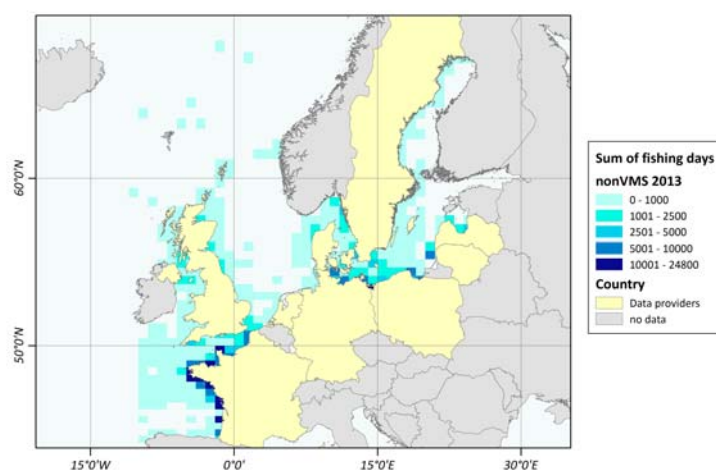 60°0'N
50°0'N
15°0'W
0°0'
15°0'E
30°0'E
Sum of fishing days
nonVMS 2013
0 - 1000
1001 - 2500
2501 - 5000
5001 - 10000
10001 - 24800
Country
Data providers
no data